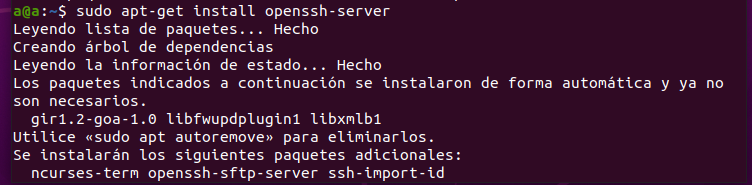 a@a:~$ sudo apt-get install openssh-server
Leyendo lista de paquetes... Hecho
Creando árbol de dependencias
Leyendo la información de estado... Hecho
Los paquetes indicados a continuación se instalaron de forma automática y ya no
son necesarios.
  gir1.2-goa-1.0 libfwupdplugin1 libxmlb1
Utilice «sudo apt autoremove» para eliminarlos.
Se instalarán los siguientes paquetes adicionales:
  ncurses-term openssh-sftp-server ssh-import-id